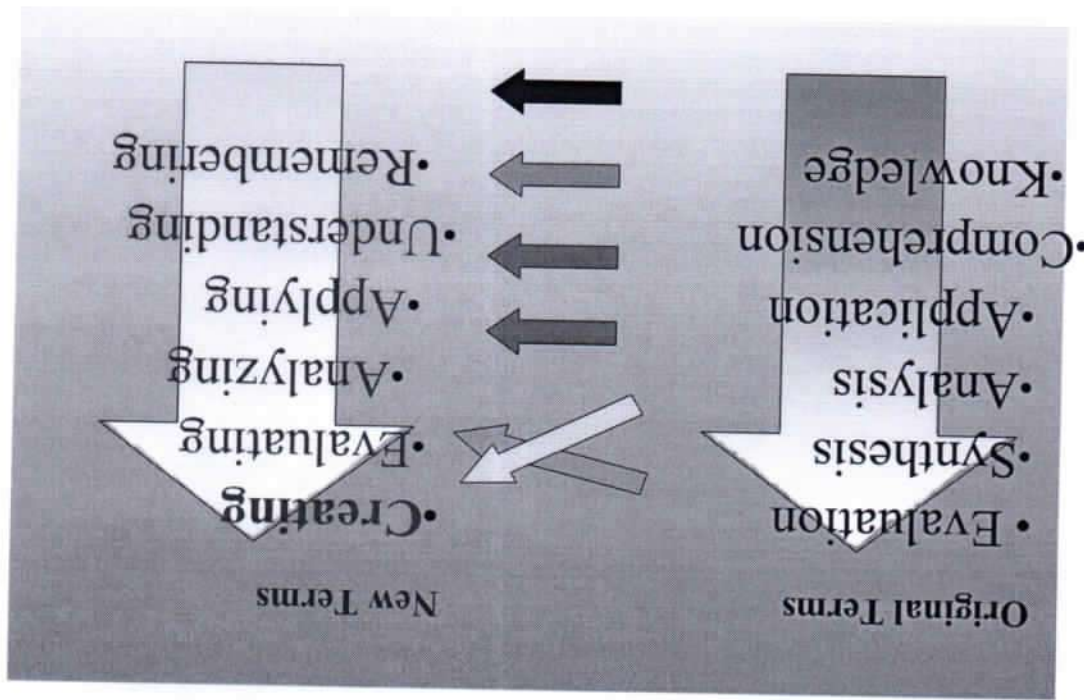 Original Terms
• Evaluation
•Synthesis
•Analysis
•Application
•Comprehension
•Knowledge
New Terms
•Creating
•Evaluating
•Analyzing
•Applying
•Understanding
•Remembering